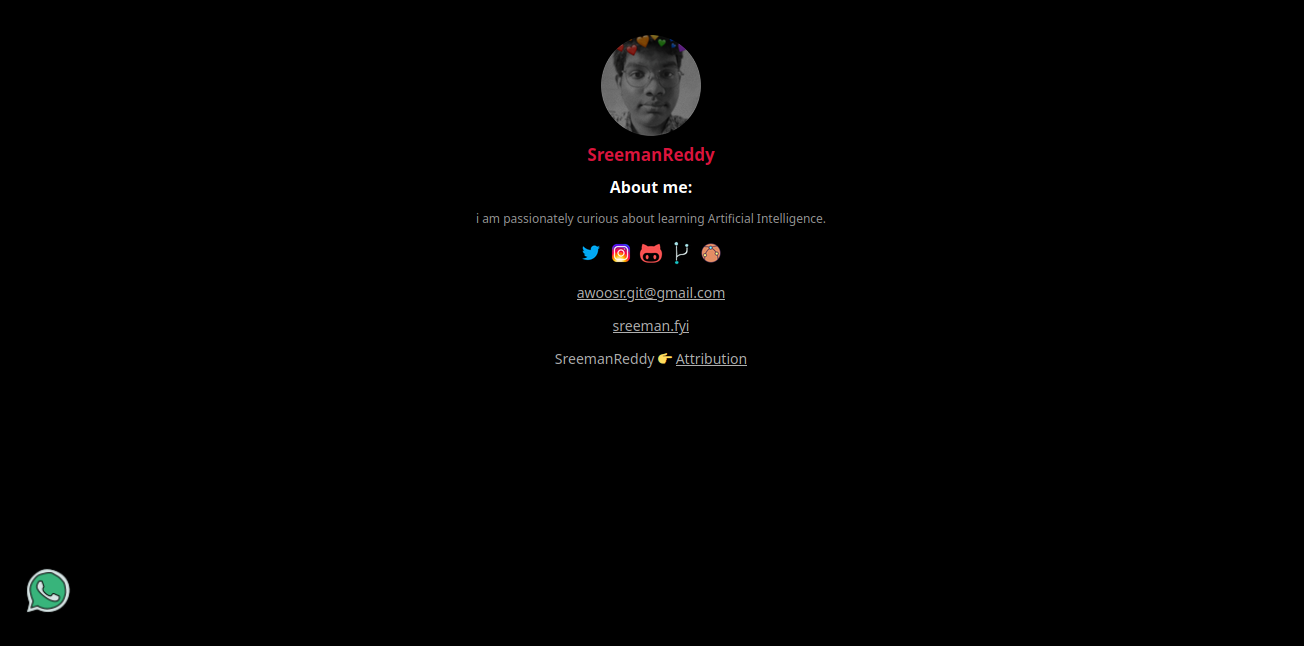 SreemanReddy
About me:
i am passionately curious about learning Artificial Intelligence.
awoosr.git@gmail.com
sreeman.fyi
SreemanReddy 👉 Attribution